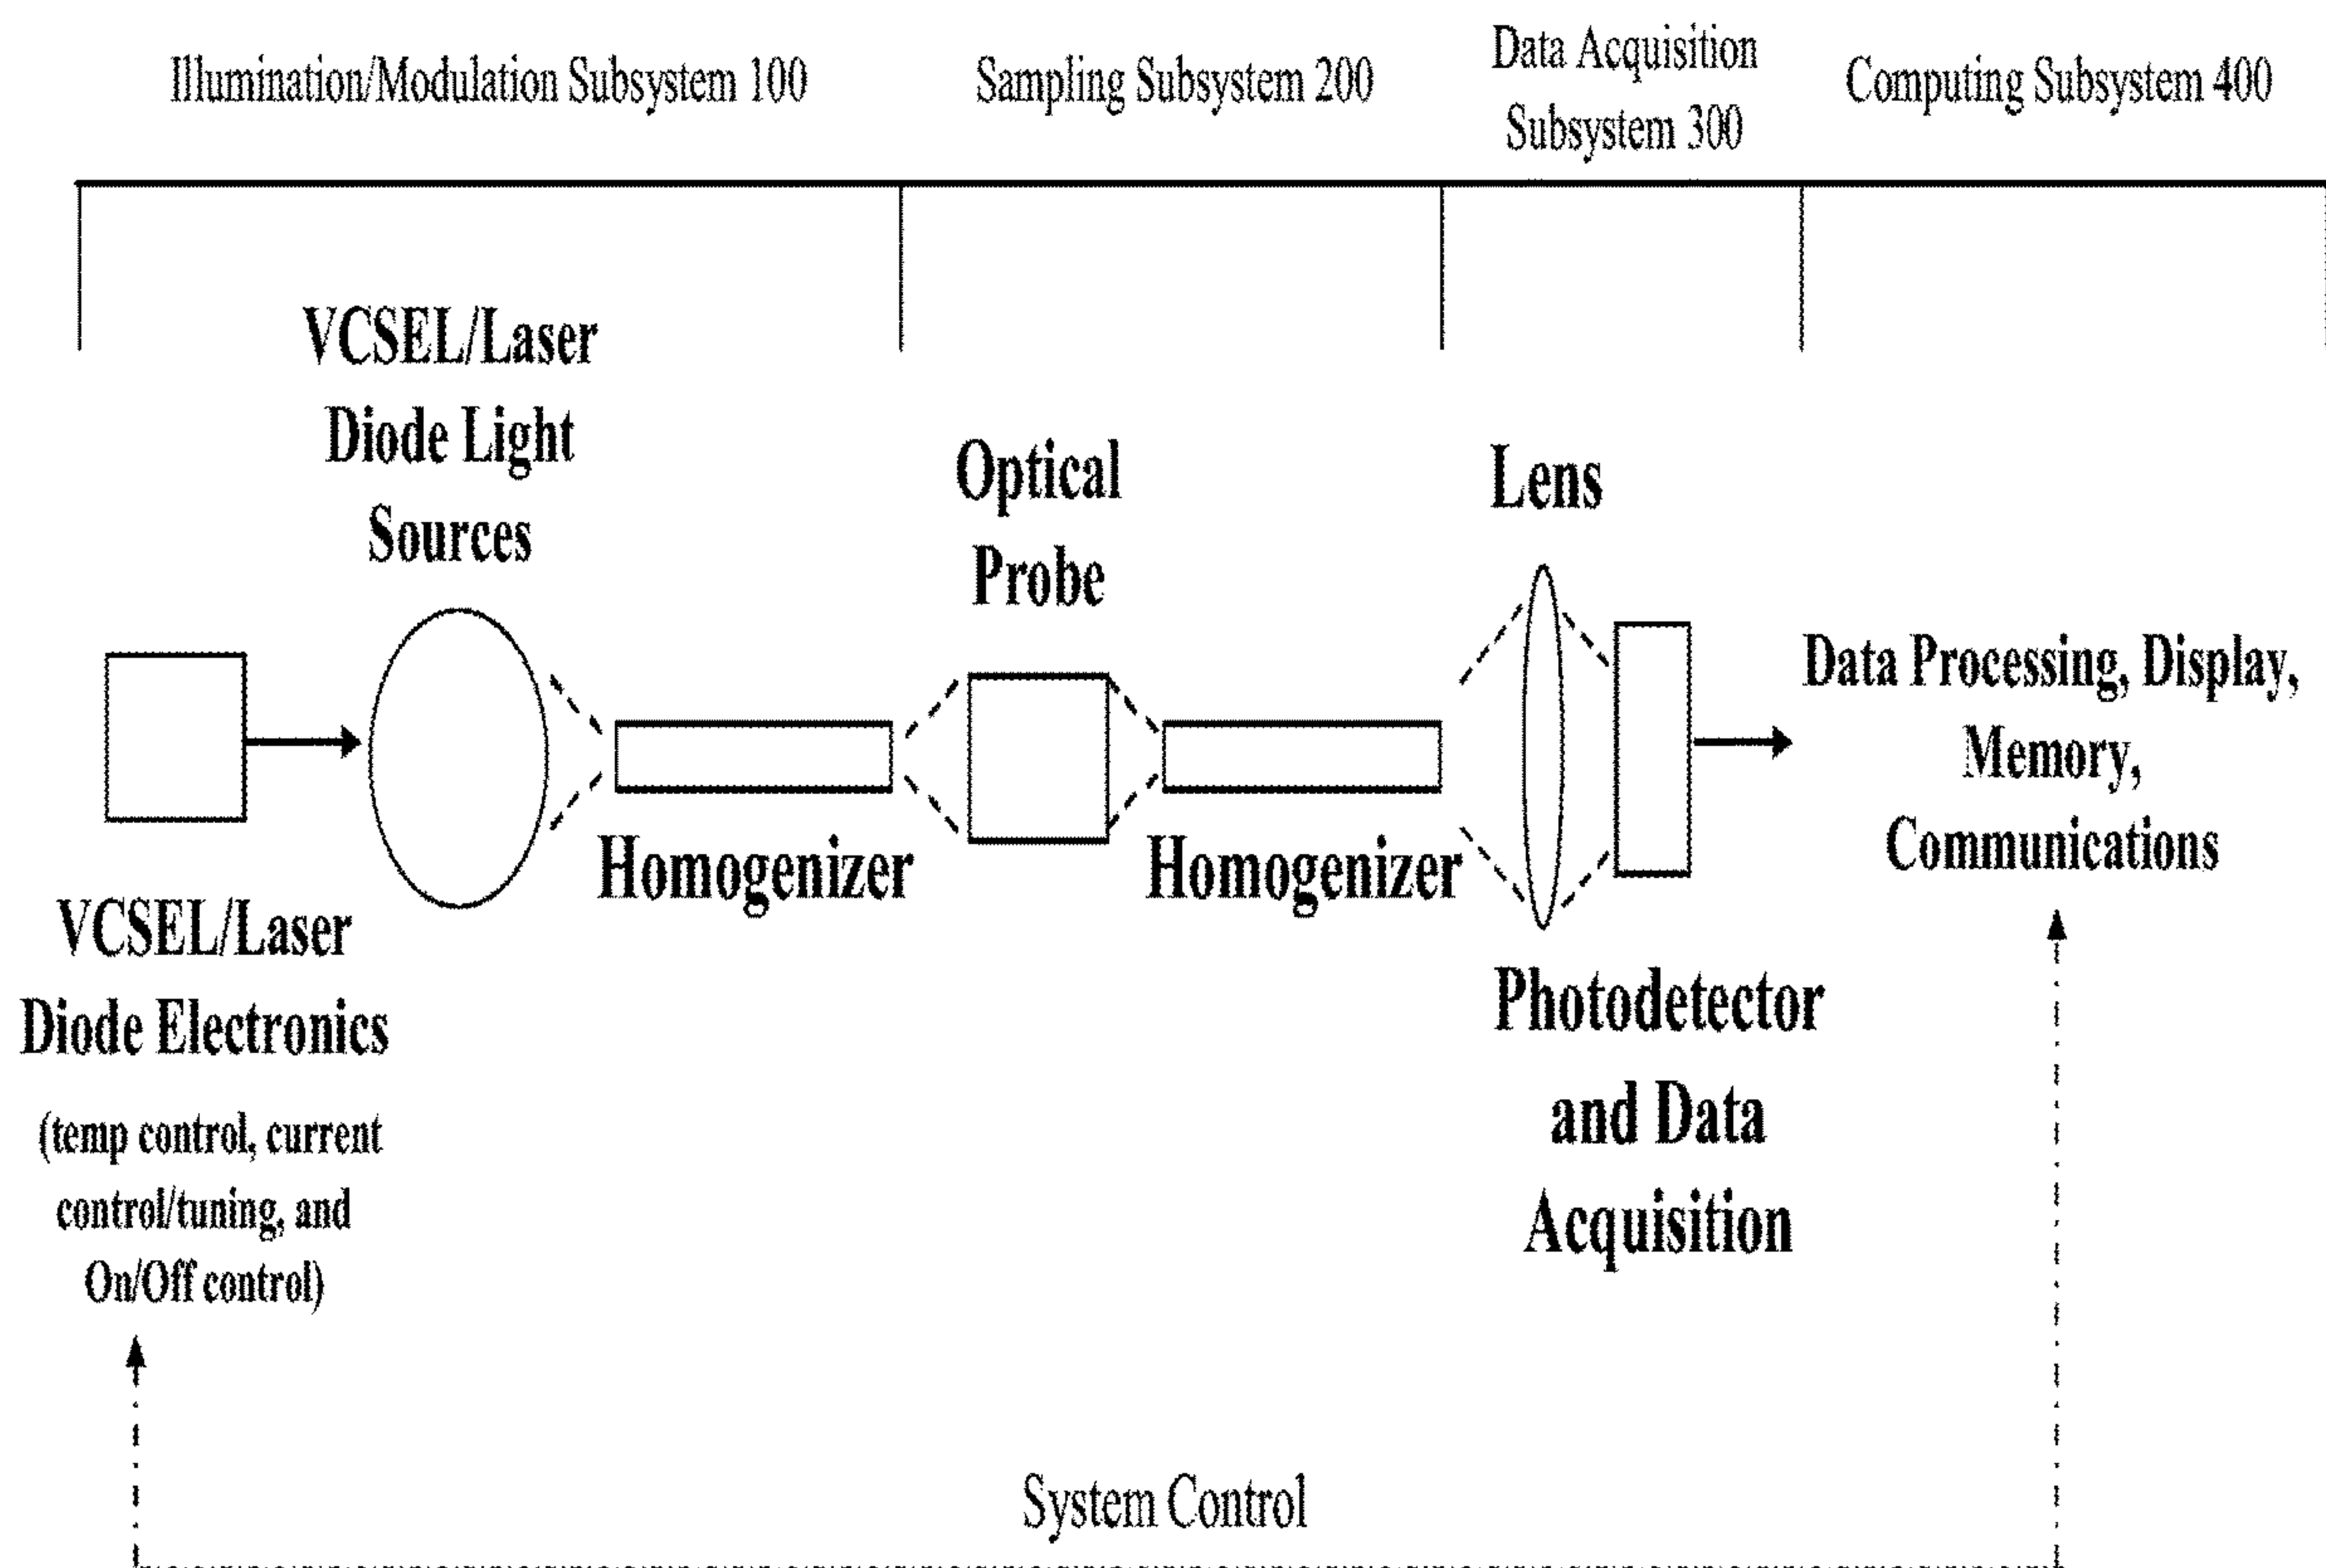 Illumination/Modulation Subsystem 100
Sampling Subsystem 200
Data Acquisition
Subsystem 300
Computing Subsystem 400
VCSEL/Laser
Diode Light
Sources
Optical
Probe
Lens
Data Processing, Display,
Memory,
Communications
Homogenizer
Homogenizer
VCSEL/Laser
Diode Electronics
(temp control, current
control/tuning, and
On/Off control)
Photodetector
and Data
Acquisition
System Control